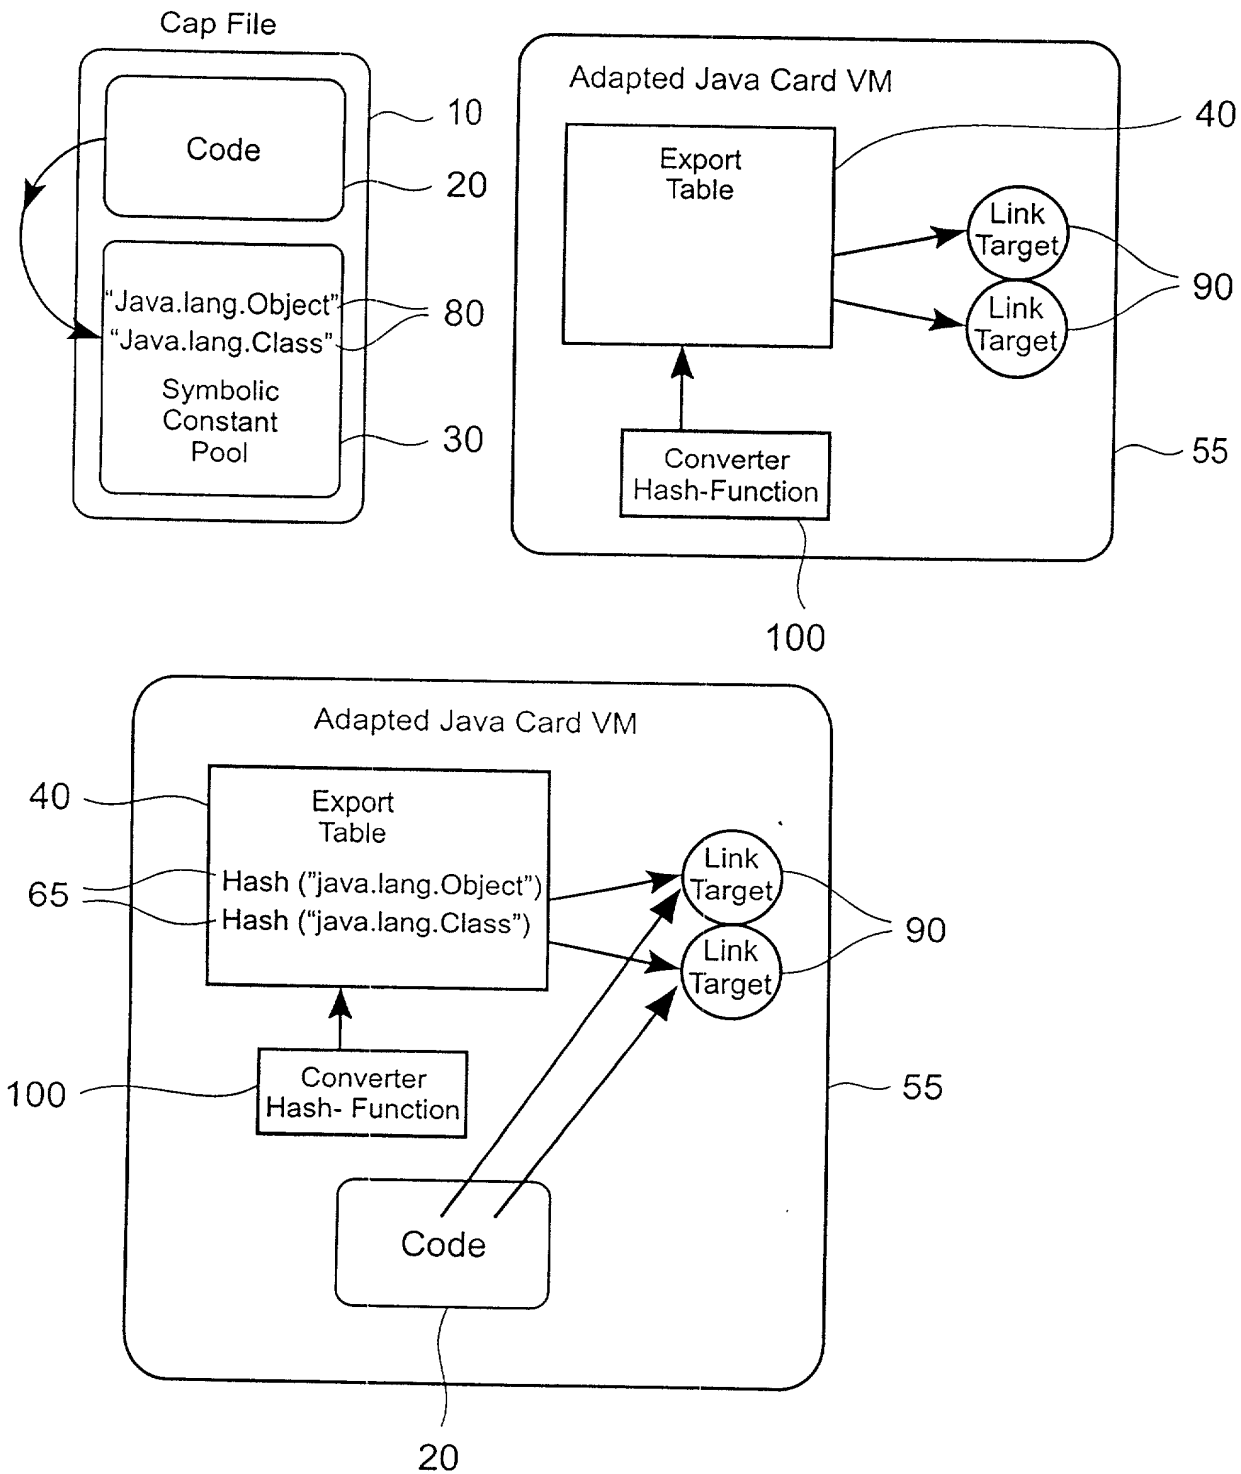 Cap File
Code
10
20
"Java.lang.Object"
"Java.lang.Class"
80
Symbolic
Constant
Pool
30
Adapted Java Card VM
40
Export
Table
Link
Target
Link
Target
90
Converter
Hash-Function
55
100
Adapted Java Card VM
40
Export
Table
65
Hash ("java.lang.Object")
Hash ("java.lang.Class")
Link
Target
Link
Target
90
100
Converter
Hash- Function
55
Code
20